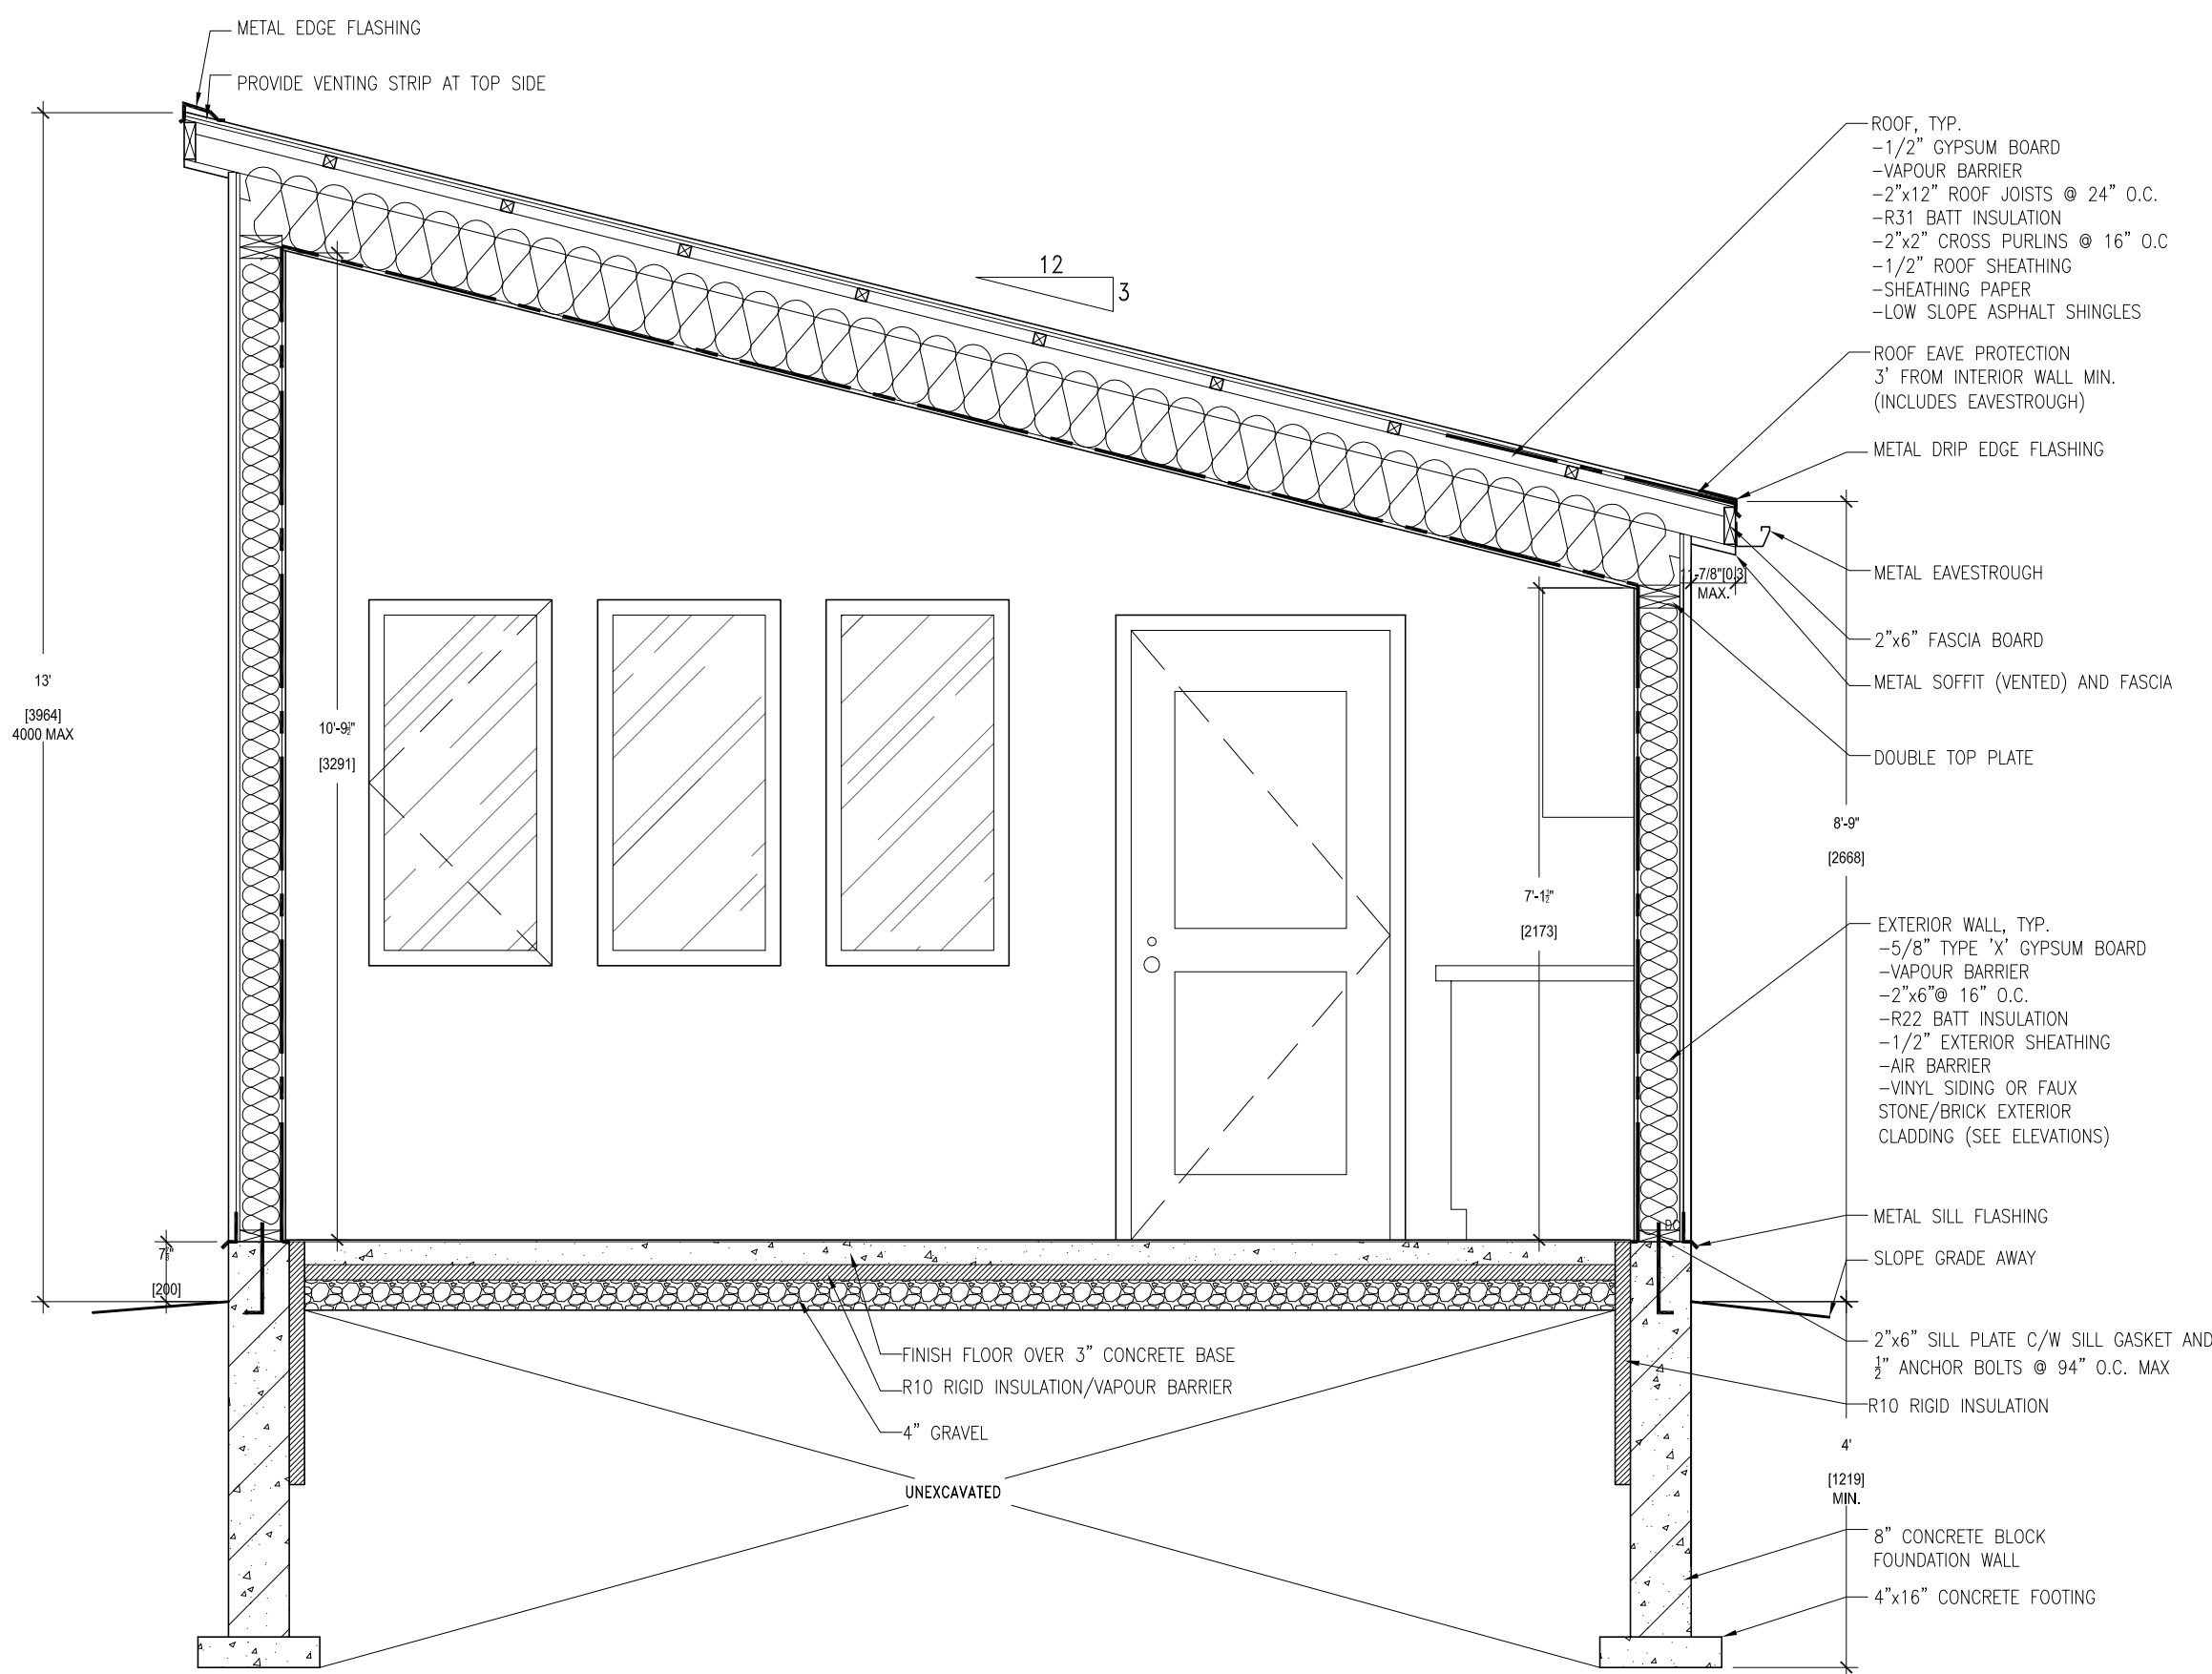 METAL EDGE FLASHING
PROVIDE VENTING STRIP AT TOP SIDE
12
3
ROOF, TYP.
-1/2" GYPSUM BOARD
-VAPOUR BARRIER
-2"x12" ROOF JOISTS @ 24" O.C.
-R31 BATT INSULATION
-2"x2" CROSS PURLINS @ 16" O.C
-1/2" ROOF SHEATHING
-SHEATHING PAPER
-LOW SLOPE ASPHALT SHINGLES
ROOF EAVE PROTECTION
3' FROM INTERIOR WALL MIN.
(INCLUDES EAVESTROUGH)
METAL DRIP EDGE FLASHING
METAL EAVESTROUGH
11-7/8"[0.3]
MAX.
2"x6" FASCIA BOARD
METAL SOFFIT (VENTED) AND FASCIA
DOUBLE TOP PLATE
13'
[3964]
4000 MAX
10'-9½"
[3291]
7'-1½"
[2173]
8'-9"
[2668]
EXTERIOR WALL, TYP.
-5/8" TYPE 'X' GYPSUM BOARD
-VAPOUR BARRIER
-2"x6"@ 16" O.C.
-R22 BATT INSULATION
-1/2" EXTERIOR SHEATHING
-AIR BARRIER
-VINYL SIDING OR FAUX
STONE/BRICK EXTERIOR
CLADDING (SEE ELEVATIONS)
METAL SILL FLASHING
SLOPE GRADE AWAY
[200]
2"x6" SILL PLATE C/W SILL GASKET AND
½" ANCHOR BOLTS @ 94" O.C. MAX
R10 RIGID INSULATION
FINISH FLOOR OVER 3" CONCRETE BASE
R10 RIGID INSULATION/VAPOUR BARRIER
4" GRAVEL
UNEXCAVATED
4'
[1219]
MIN.
8" CONCRETE BLOCK
FOUNDATION WALL
4"x16" CONCRETE FOOTING